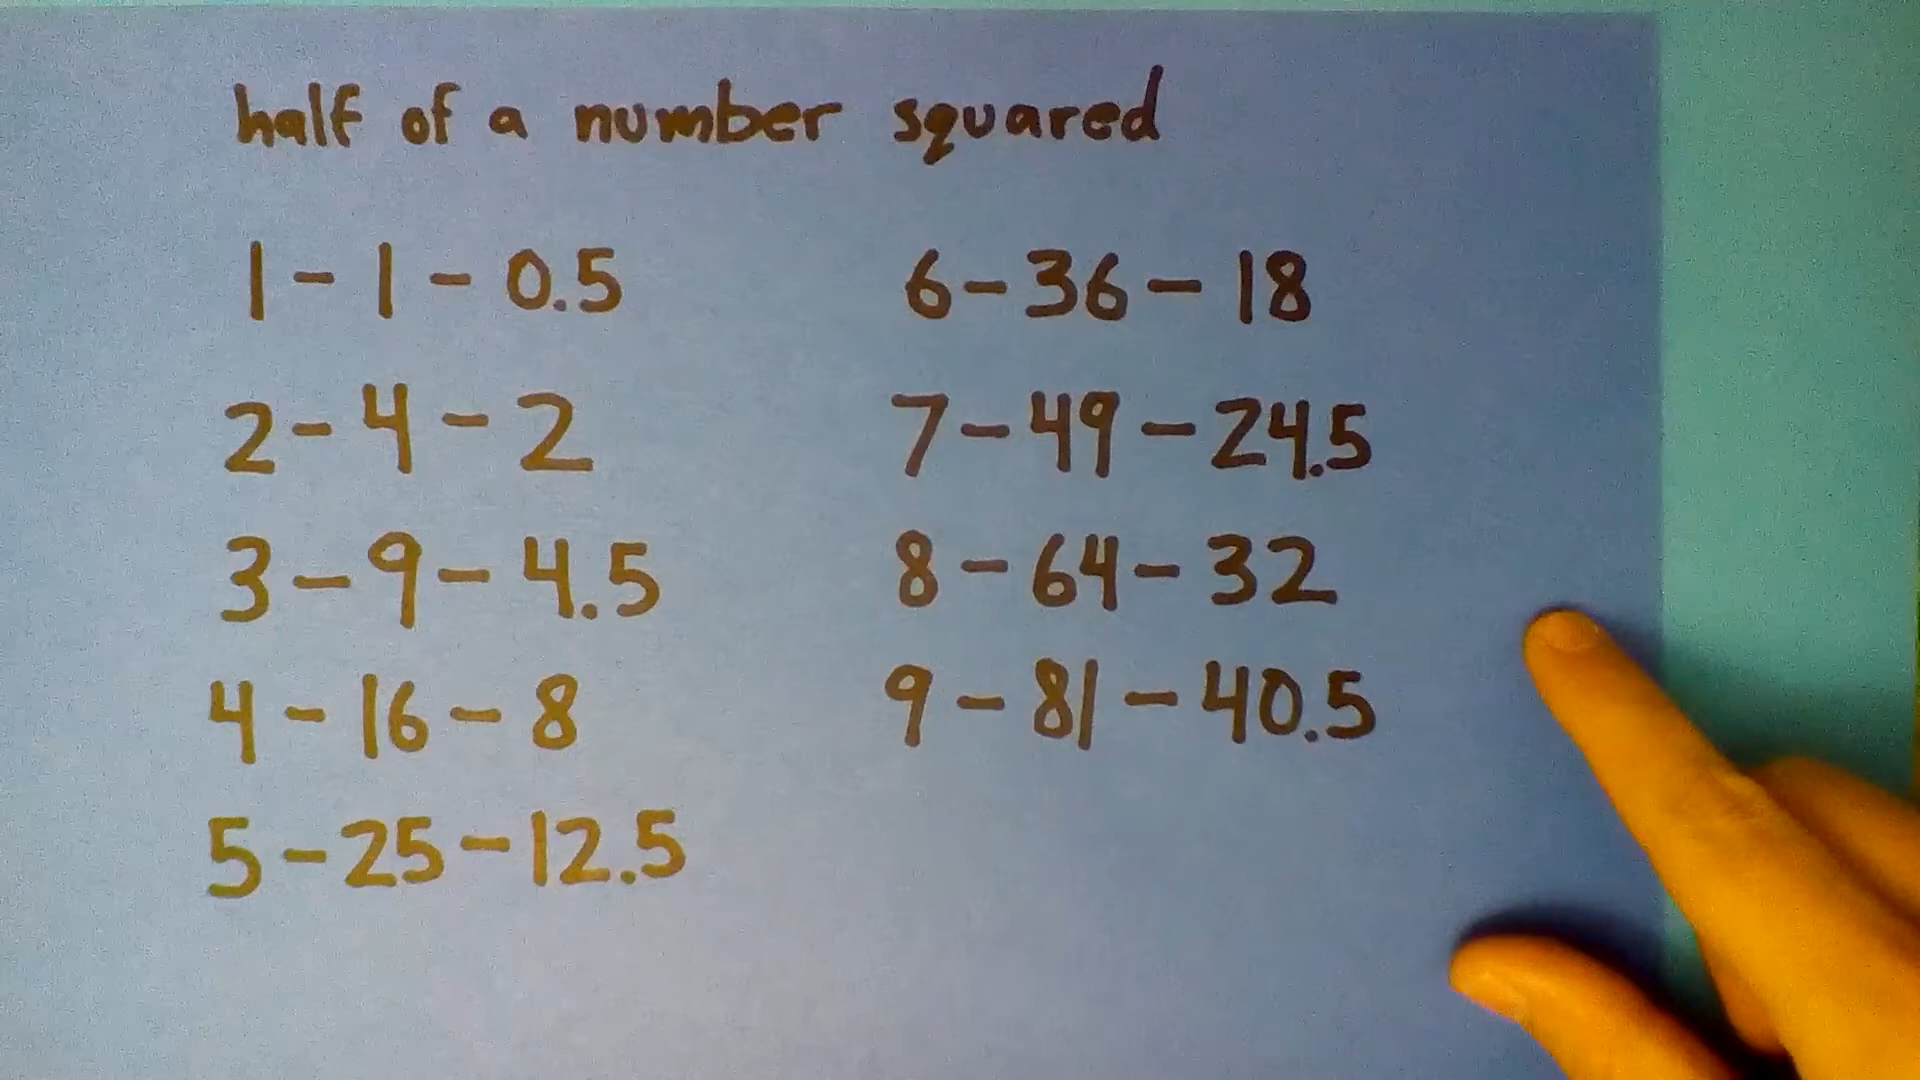 half of a number squared
1 - 1 - 0.5
2 - 4 - 2
3 - 9 - 4.5
4 - 16 - 8
5 - 25 - 12.5
6 - 36 - 18
7 - 49 - 24.5
8 - 64 - 32
9 - 81 - 40.5